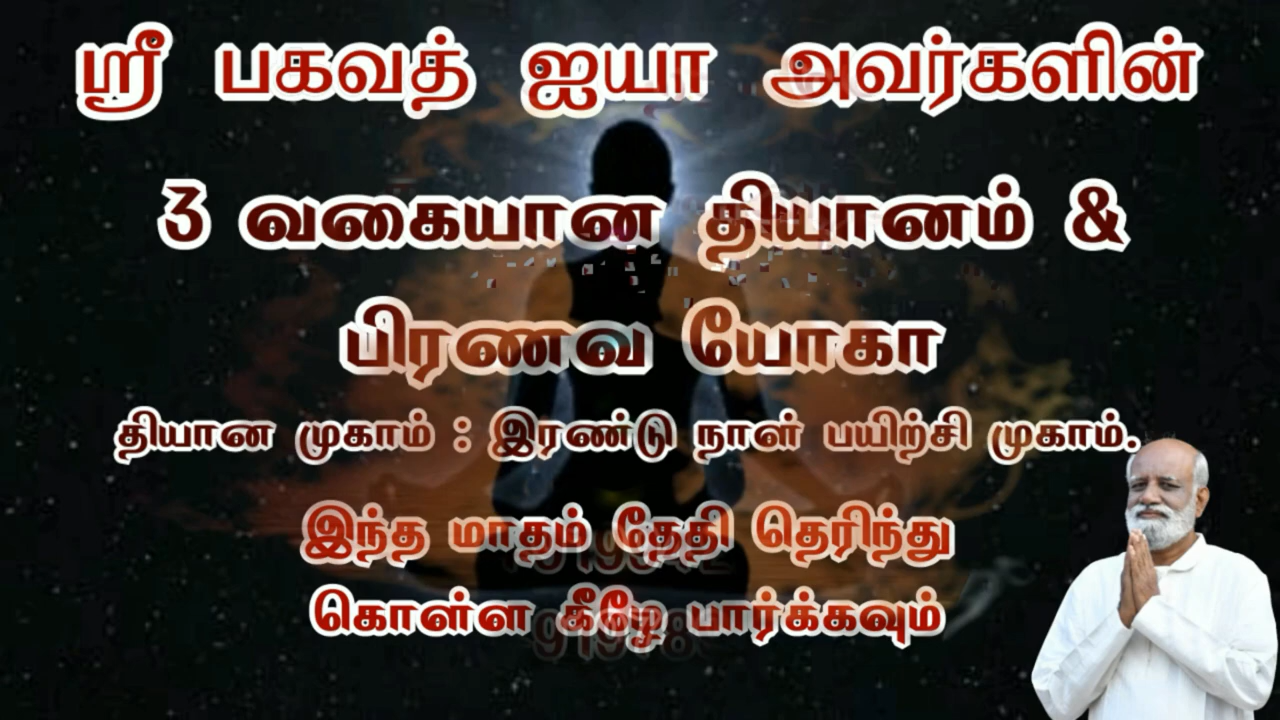 ஸ்ரீ பகவத் ஐயா அவர்களின்
3 வகையான தியானம் &
பிரணவ யோகா
தியான முகாம் : இரண்டு நாள் பயிற்சி முகாம்.
இந்த மாதம் தேதி தெரிந்து
கொள்ள கீழே பார்க்கவும்